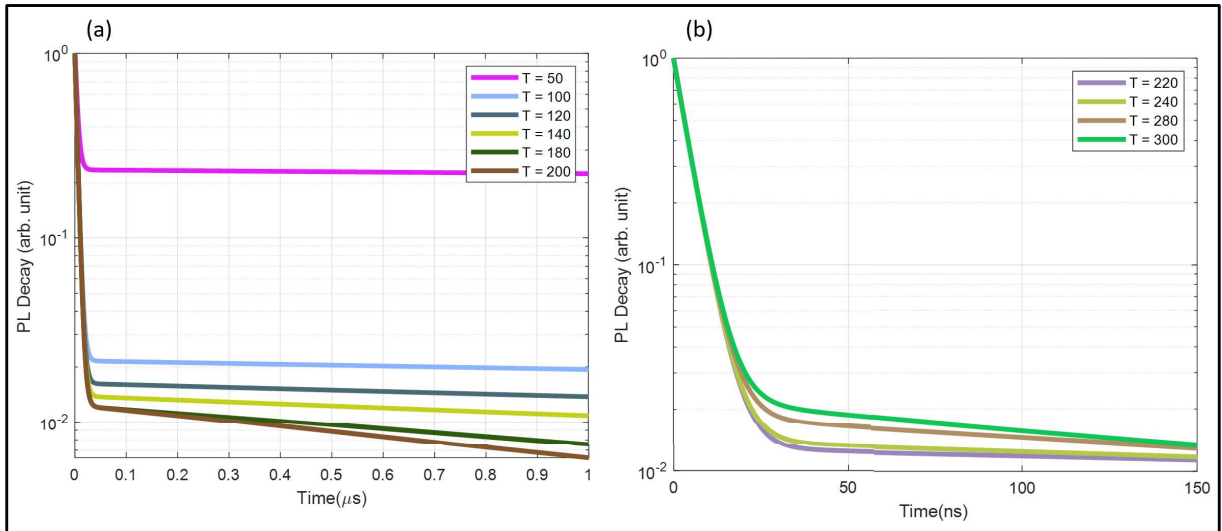 (a)
10^0
10^-1
10^-2
PL Decay (arb. unit)
T = 50
T = 100
T = 120
T = 140
T = 180
T = 200
0 0.1 0.2 0.3 0.4 0.5 0.6 0.7 0.8 0.9 1
Time(μs)
(b)
10^0
10^-1
10^-2
PL Decay (arb. unit)
T = 220
T = 240
T = 280
T = 300
0 50 100 150
Time(ns)